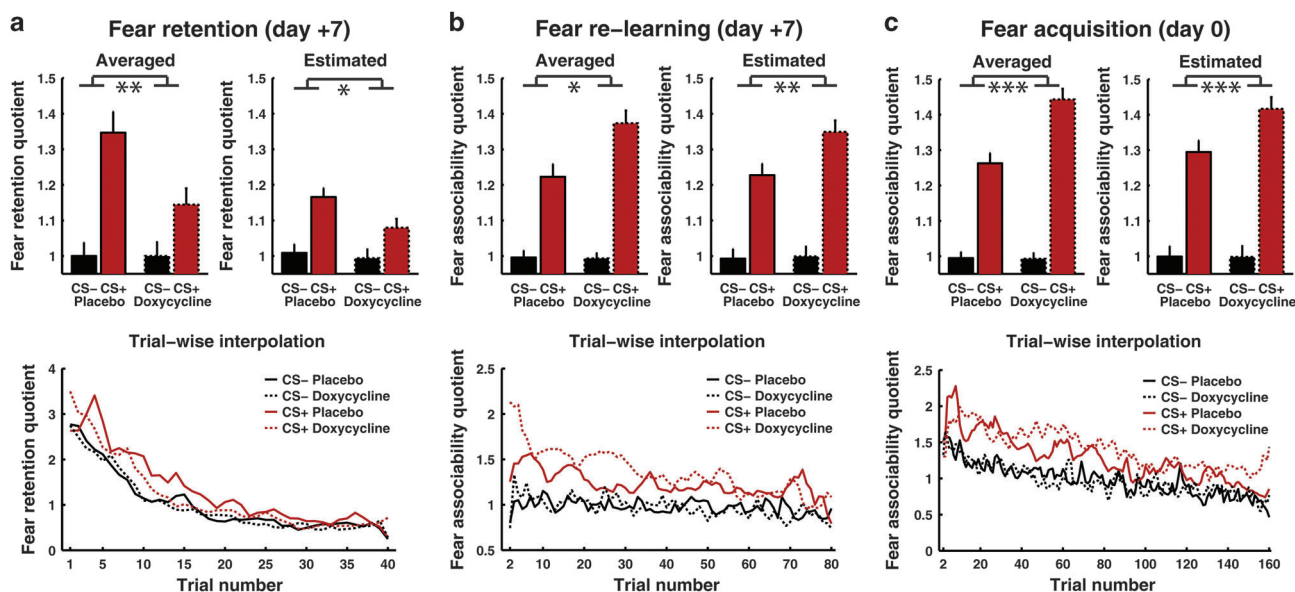 a Fear retention (day +7)
Averaged
Estimated
Fear retention quotient
1.5
1.4
1.3
1.2
1.1
1
**
CS− CS+ CS− CS+
Placebo Doxycycline
Fear retention quotient
1.5
1.4
1.3
1.2
1.1
1
*
CS− CS+ CS− CS+
Placebo Doxycycline
Trial−wise interpolation
Fear retention quotient
4
3
2
1
0
CS− Placebo
CS− Doxycycline
CS+ Placebo
CS+ Doxycycline
1 5 10 15 20 25 30 35 40
Trial number
b Fear re−learning (day +7)
Averaged
Estimated
Fear associability quotient
1.5
1.4
1.3
1.2
1.1
1
*
CS− CS+ CS− CS+
Placebo Doxycycline
Fear associability quotient
1.5
1.4
1.3
1.2
1.1
1
**
CS− CS+ CS− CS+
Placebo Doxycycline
Trial−wise interpolation
Fear associability quotient
2.5
2
1.5
1
0.5
CS− Placebo
CS− Doxycycline
CS+ Placebo
CS+ Doxycycline
2 10 20 30 40 50 60 70 80
Trial number
c Fear acquisition (day 0)
Averaged
Estimated
Fear associability quotient
1.5
1.4
1.3
1.2
1.1
1
***
CS− CS+ CS− CS+
Placebo Doxycycline
Fear associability quotient
1.5
1.4
1.3
1.2
1.1
1
***
CS− CS+ CS− CS+
Placebo Doxycycline
Trial−wise interpolation
Fear associability quotient
2.5
2
1.5
1
0.5
0
CS− Placebo
CS− Doxycycline
CS+ Placebo
CS+ Doxycycline
2 20 40 60 80 100 120 140 160
Trial number